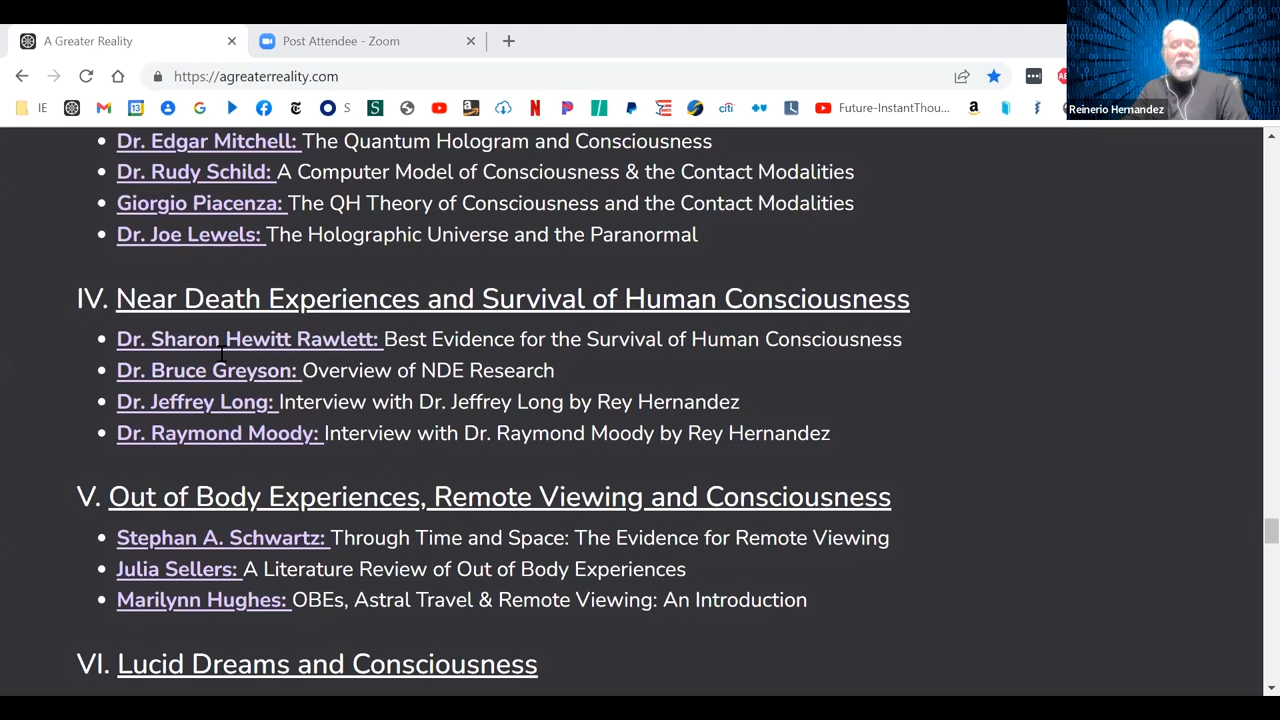 A Greater Reality
Post Attendee - Zoom
https://agreaterreality.com
IE
S
Future-InstantThou...
Reinerio Hernandez
• Dr. Edgar Mitchell: The Quantum Hologram and Consciousness
• Dr. Rudy Schild: A Computer Model of Consciousness & the Contact Modalities
• Giorgio Piacenza: The QH Theory of Consciousness and the Contact Modalities
• Dr. Joe Lewels: The Holographic Universe and the Paranormal
IV. Near Death Experiences and Survival of Human Consciousness
• Dr. Sharon Hewitt Rawlett: Best Evidence for the Survival of Human Consciousness
• Dr. Bruce Greyson: Overview of NDE Research
• Dr. Jeffrey Long: Interview with Dr. Jeffrey Long by Rey Hernandez
• Dr. Raymond Moody: Interview with Dr. Raymond Moody by Rey Hernandez
V. Out of Body Experiences, Remote Viewing and Consciousness
• Stephan A. Schwartz: Through Time and Space: The Evidence for Remote Viewing
• Julia Sellers: A Literature Review of Out of Body Experiences
• Marilynn Hughes: OBEs, Astral Travel & Remote Viewing: An Introduction
VI. Lucid Dreams and Consciousness